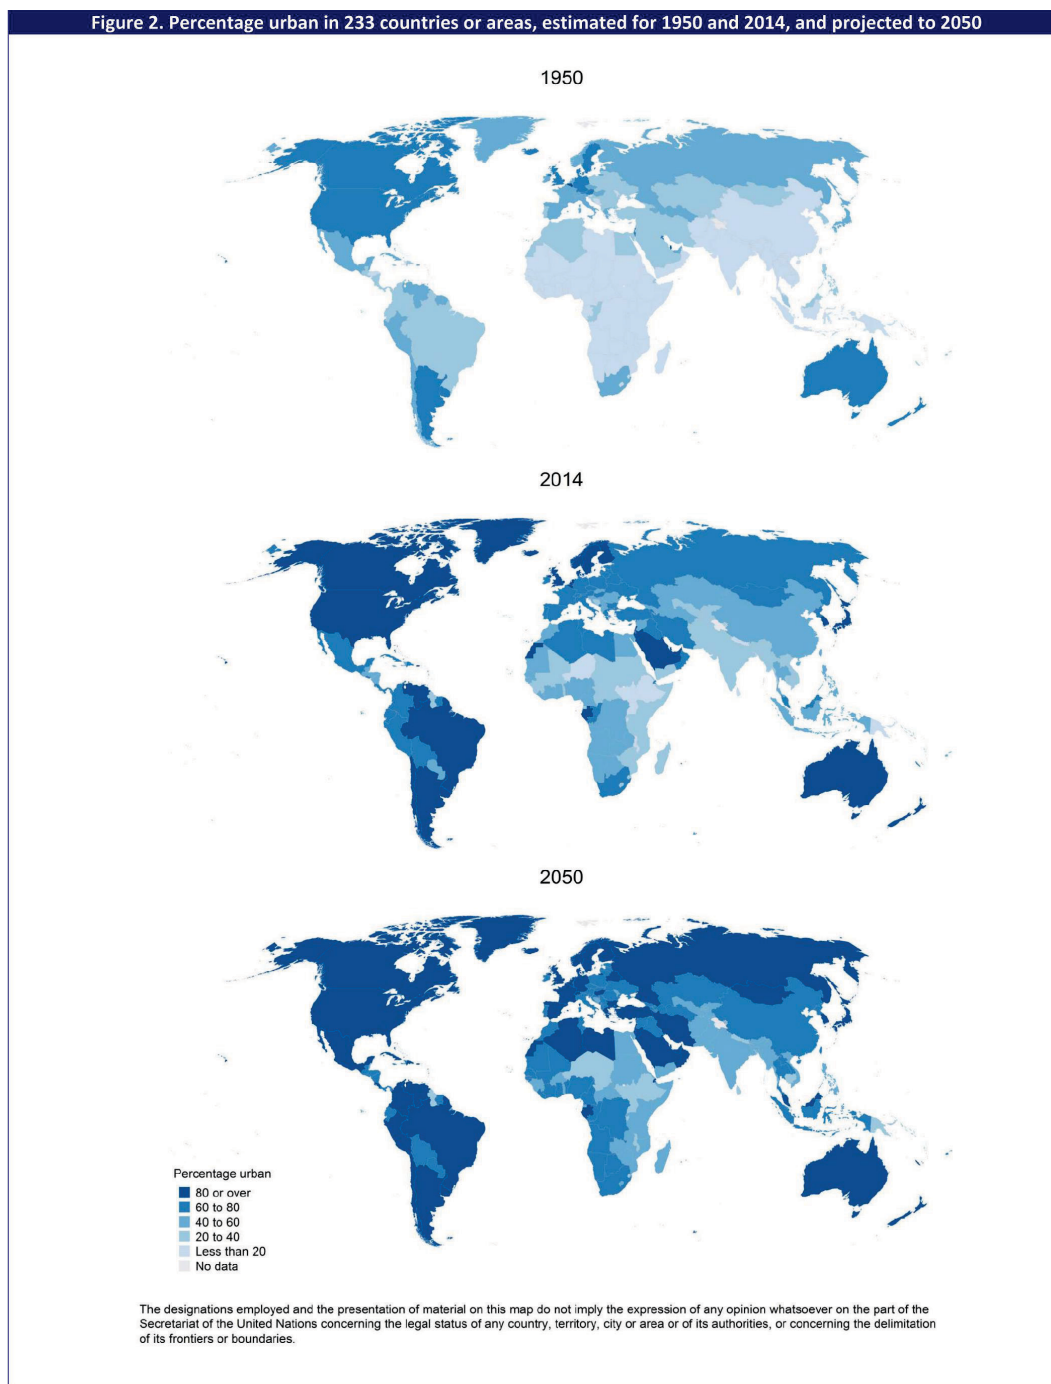 Figure 2. Percentage urban in 233 countries or areas, estimated for 1950 and 2014, and projected to 2050
1950
2014
2050
Percentage urban
80 or over
60 to 80
40 to 60
20 to 40
Less than 20
No data
The designations employed and the presentation of material on this map do not imply the expression of any opinion whatsoever on the part of the
Secretariat of the United Nations concerning the legal status of any country, territory, city or area or of its authorities, or concerning the delimitation
of its frontiers or boundaries.